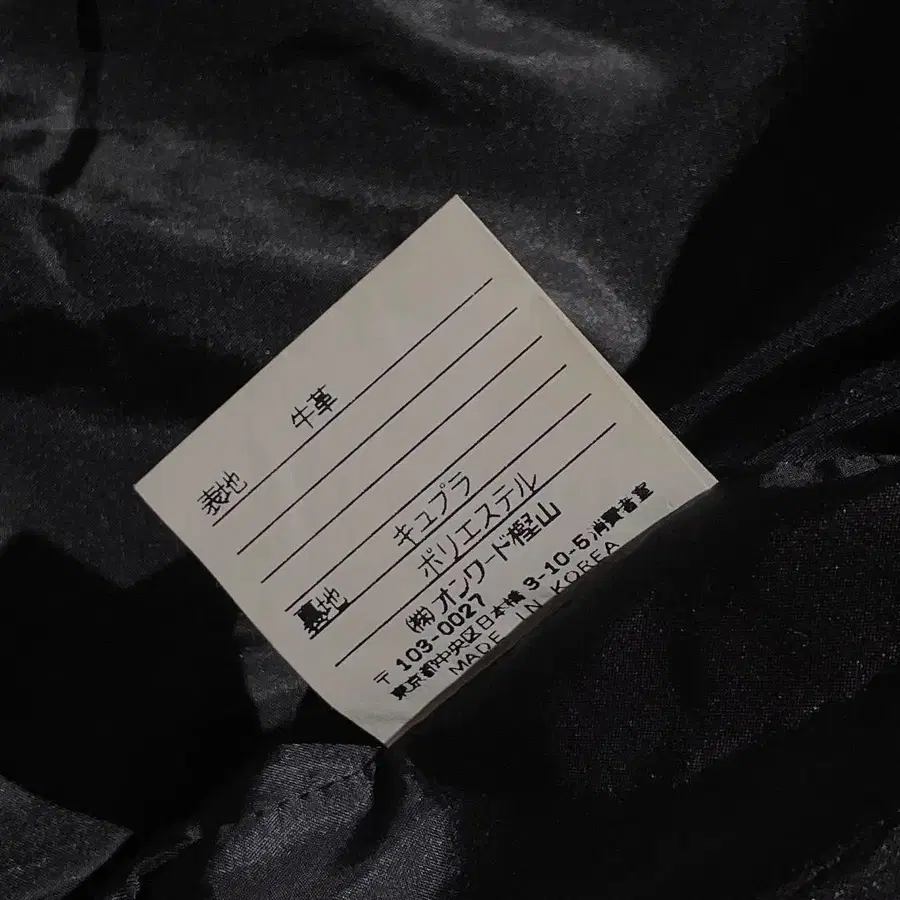 表地 牛革
キュプラ
裏地 ポリエステル
(株)オンワード樫山
〒103-0027
東京都中央区日本橋 3-10-5 消費者室
MADE IN KOREA